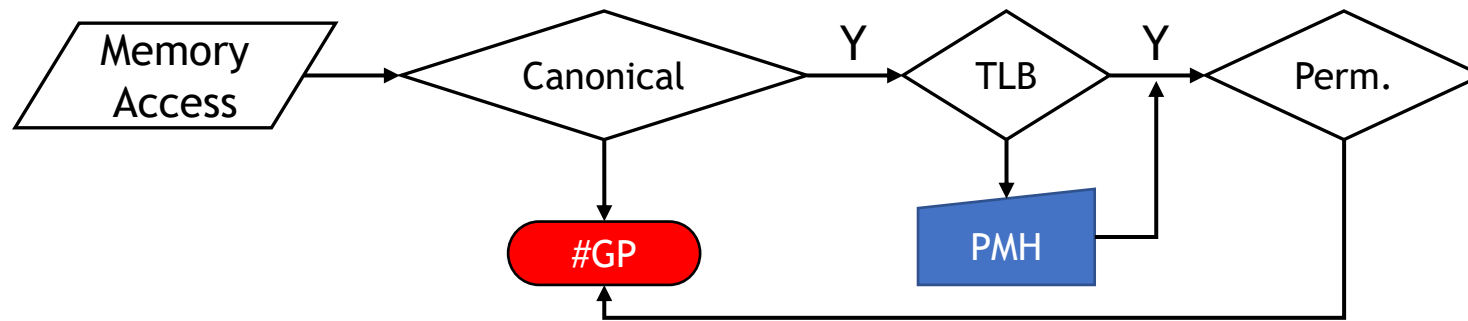 Memory
Access
Canonical
Y
TLB
Y
Perm.
#GP
PMH